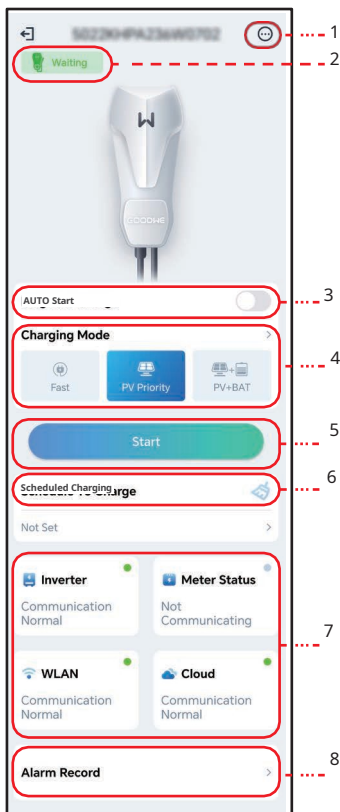 1
2
Waiting
W
GOODWE
AUTO Start
3
Charging Mode
4
Fast
PV Priority
PV+BAT
Start
5
6
Scheduled Charging
Not Set
Inverter
Meter Status
Communication
Normal
Not
Communicating
7
WLAN
Cloud
Communication
Normal
Communication
Normal
Alarm Record
8